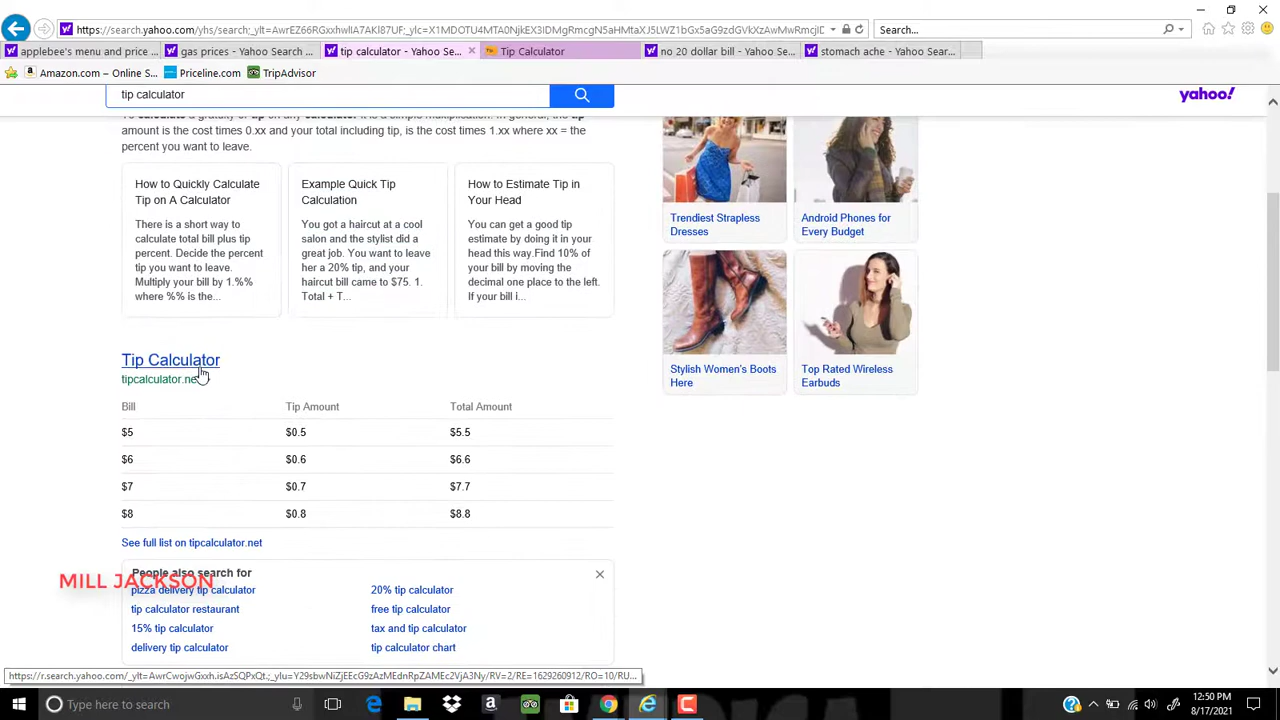 https://search.yahoo.com/yhs/search;_ylt=
Search...
applebee's menu and price ...
gas prices - Yahoo Search ...
tip calculator - Yahoo Se...
Tip Calculator
no 20 dollar bill - Yahoo Se...
stomach ache - Yahoo Sear...
Amazon.com – Online S...
Priceline.com
TripAdvisor
tip calculator
yahoo!
amount is the cost times 0.xx and your total including tip, is the cost times 1.xx where xx = the
percent you want to leave.
How to Quickly Calculate
Tip on A Calculator
There is a short way to
calculate total bill plus tip
percent. Decide the percent
tip you want to leave.
Multiply your bill by 1.%%
where %% is the...
Example Quick Tip
Calculation
You got a haircut at a cool
salon and the stylist did a
great job. You want to leave
her a 20% tip, and your
haircut bill came to $75. 1.
Total + T...
How to Estimate Tip in
Your Head
You can get a good tip
estimate by doing it in your
head this way.Find 10% of
your bill by moving the
decimal one place to the left.
If your bill i...
Trendiest Strapless
Dresses
Android Phones for
Every Budget
Stylish Women's Boots
Here
Top Rated Wireless
Earbuds
Tip Calculator
tipcalculator.ne
Bill Tip Amount Total Amount
$5 $0.5 $5.5
$6 $0.6 $6.6
$7 $0.7 $7.7
$8 $0.8 $8.8
See full list on tipcalculator.net
People also search for
MILL JACKSON
pizza delivery tip calculator
20% tip calculator
tip calculator restaurant
free tip calculator
15% tip calculator
tax and tip calculator
delivery tip calculator
tip calculator chart
Type here to search
12:50 PM
8/17/2021